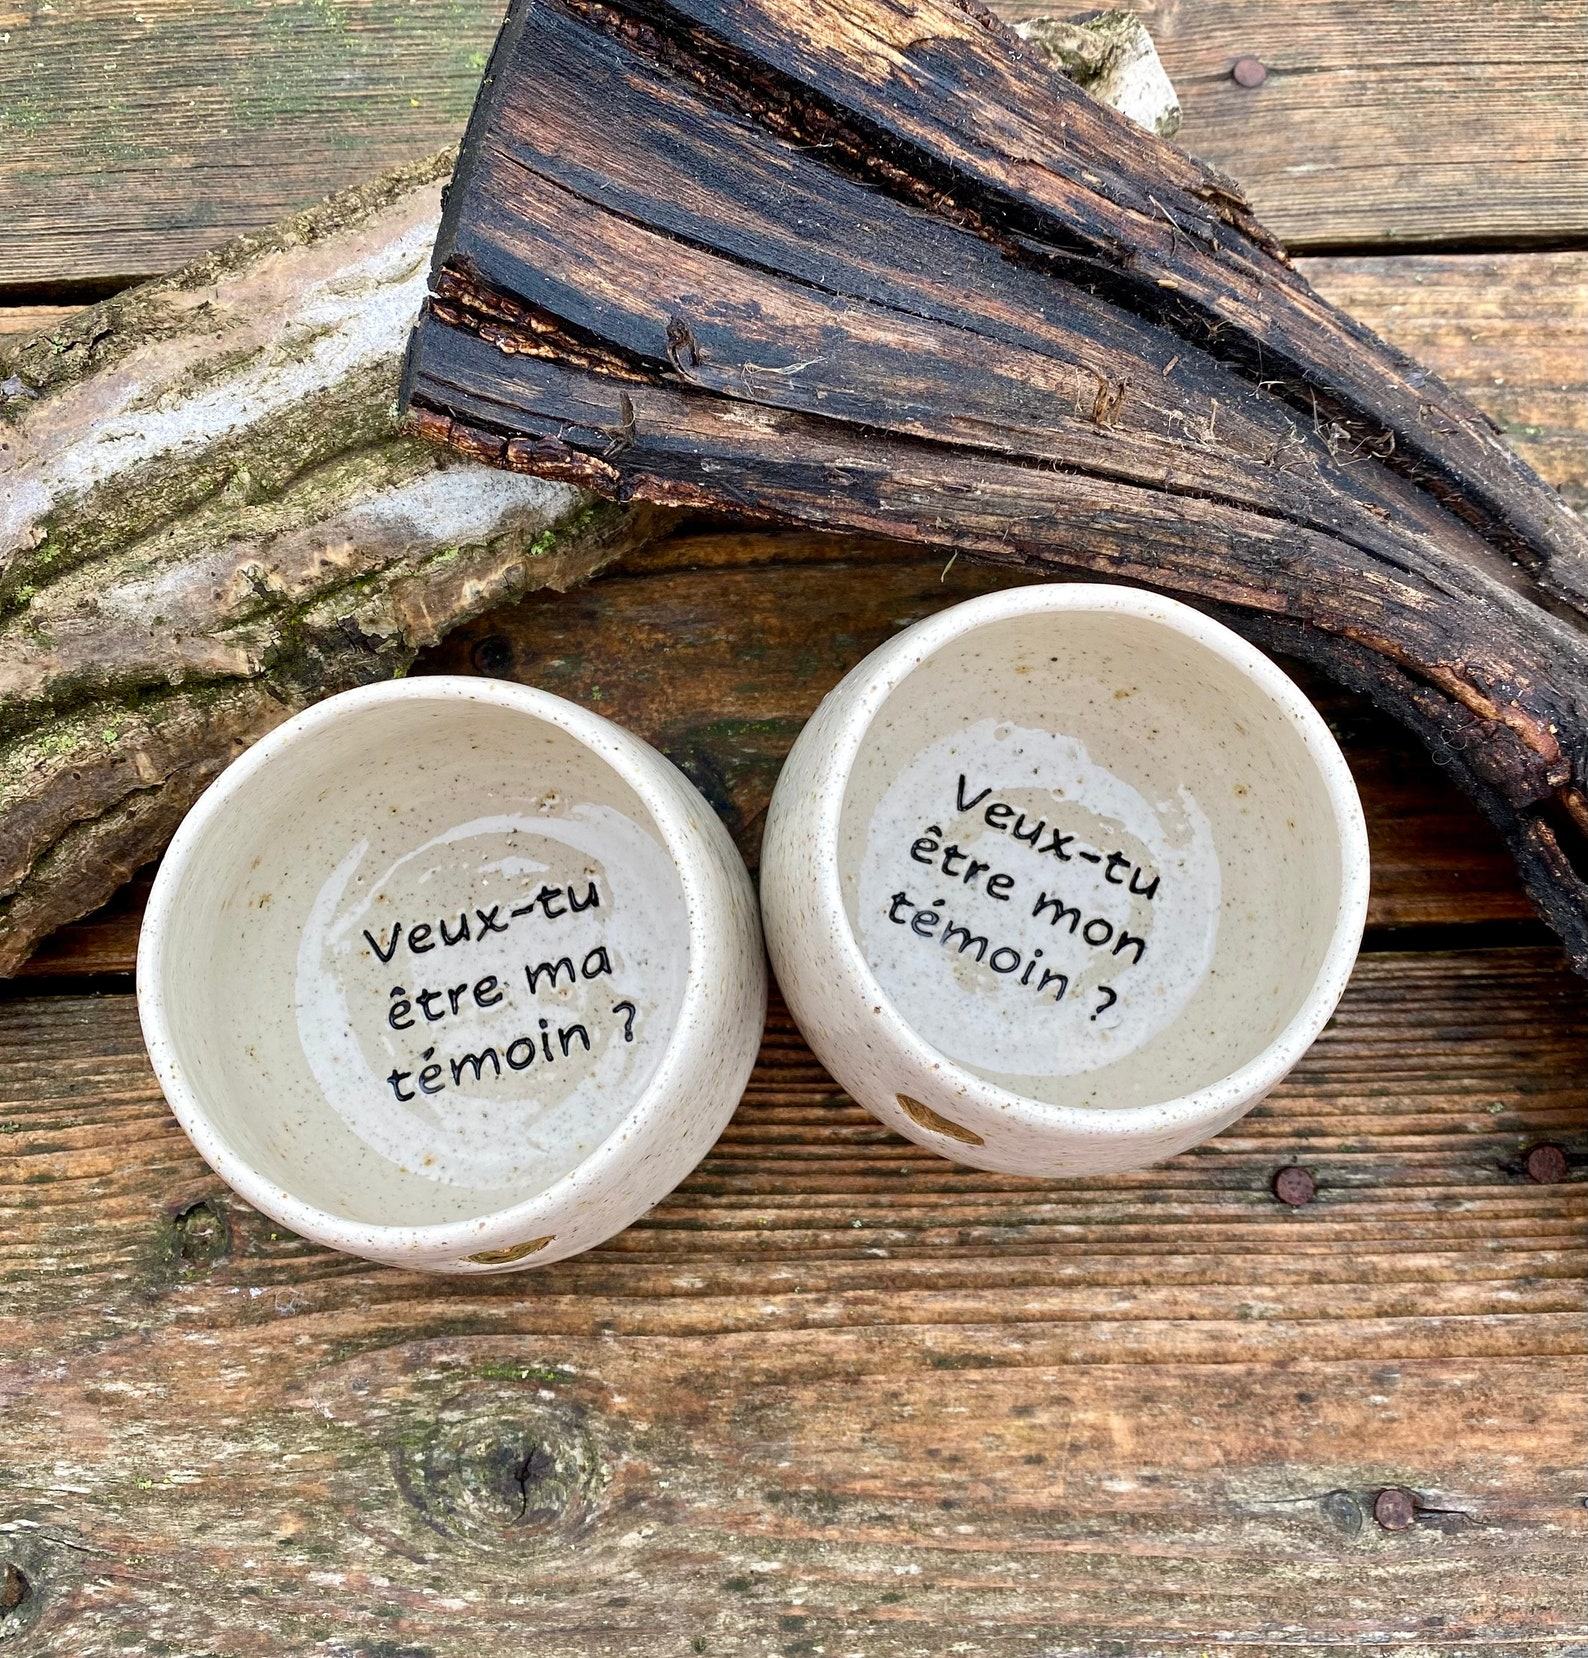 Veux-tu
être ma
témoin ?
Veux-tu
être mon
témoin ?